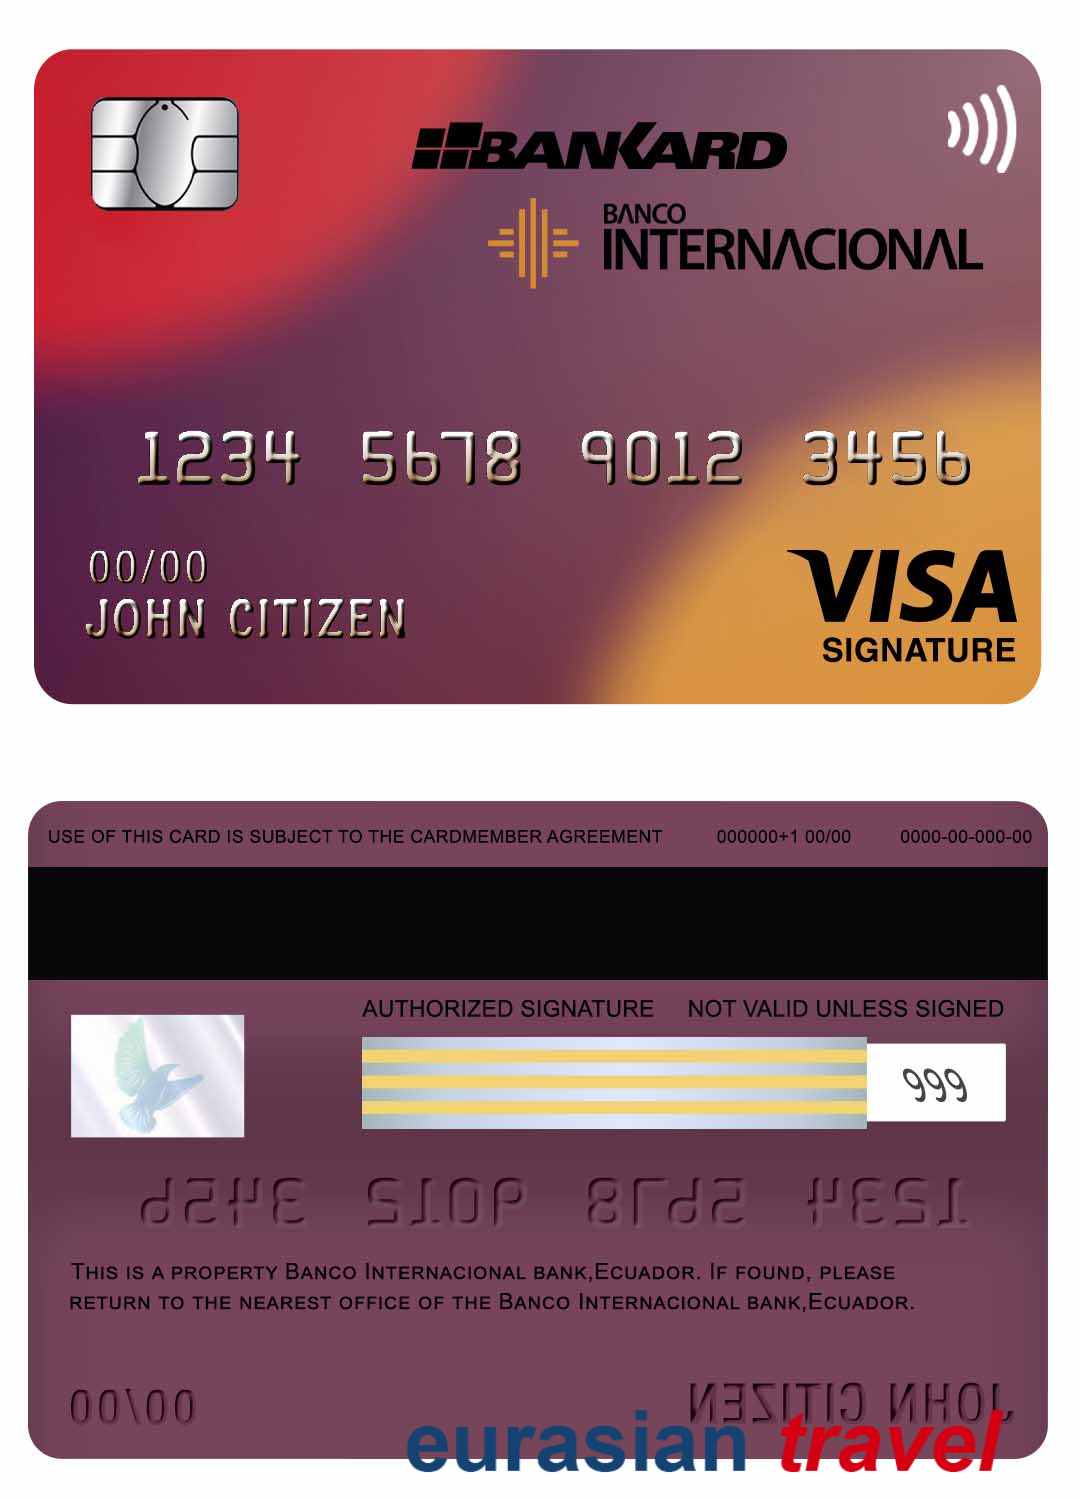 BANKARD
BANCO
INTERNACIONAL
1234 5678 9012 3456
00/00
JOHN CITIZEN
VISA
SIGNATURE
USE OF THIS CARD IS SUBJECT TO THE CARDMEMBER AGREEMENT 000000+1 00/00 0000-00-000-00
AUTHORIZED SIGNATURE NOT VALID UNLESS SIGNED
999
1234 5678 9012 3456
THIS IS A PROPERTY BANCO INTERNACIONAL BANK,ECUADOR. IF FOUND, PLEASE
RETURN TO THE NEAREST OFFICE OF THE BANCO INTERNACIONAL BANK,ECUADOR.
00/00 JOHN CITIZEN
eurasian travel